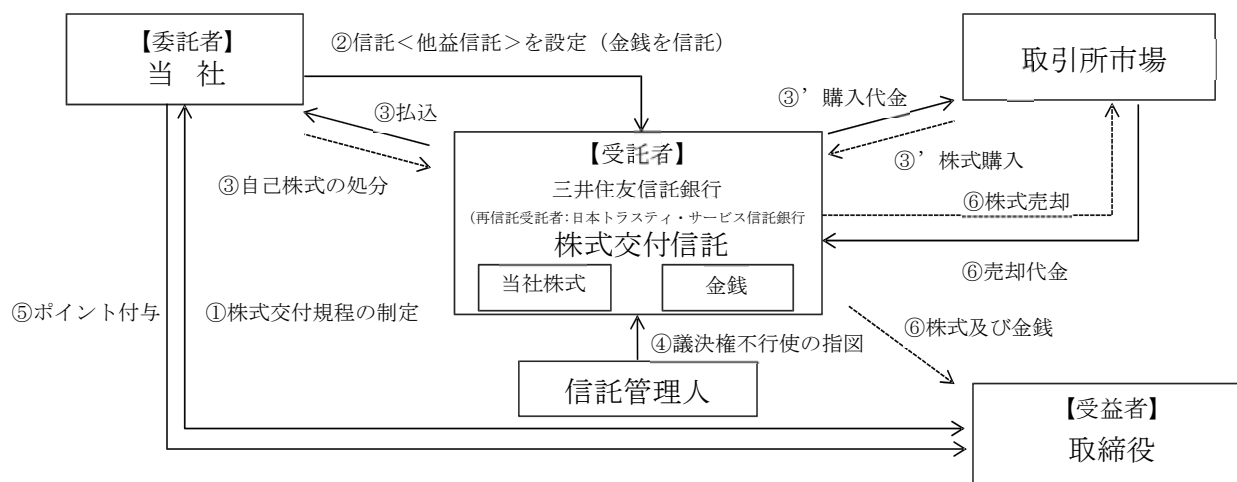 【委託者】
当 社
②信託＜他益信託＞を設定（金銭を信託）
取引所市場
③払込
③’購入代金
③自己株式の処分
【受託者】
三井住友信託銀行
(再信託受託者：日本トラスティ・サービス信託銀行
株式交付信託
当社株式
金銭
③’株式購入
⑥株式売却
⑥売却代金
⑤ポイント付与
①株式交付規程の制定
⑥株式及び金銭
④議決権不行使の指図
信託管理人
【受益者】
取締役